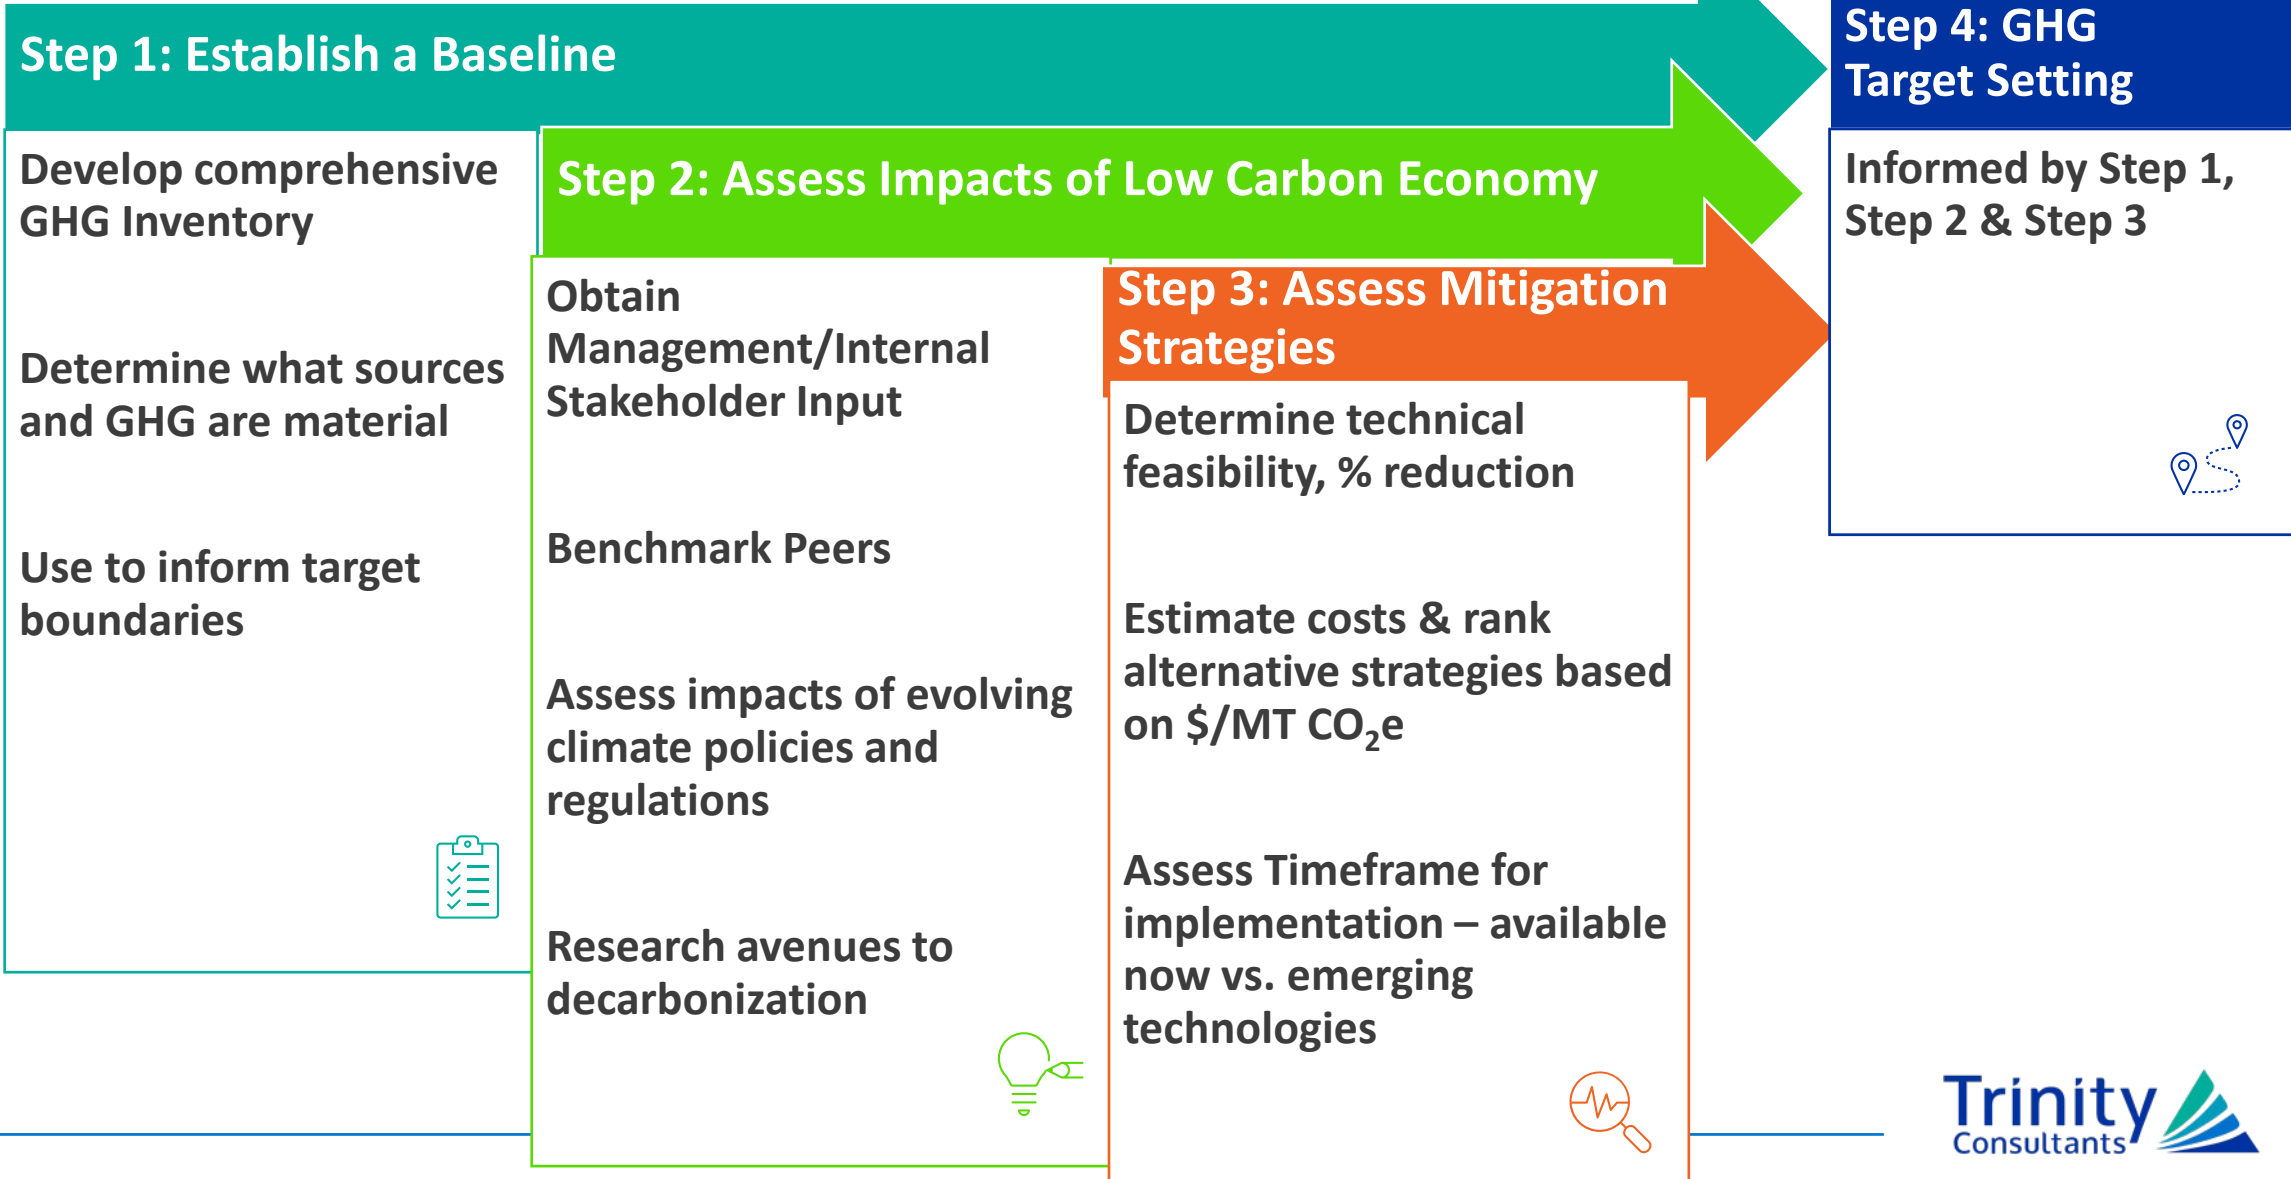 Step 1: Establish a Baseline
Develop comprehensive
GHG Inventory
Determine what sources
and GHG are material
Use to inform target
boundaries
Step 2: Assess Impacts of Low Carbon Economy
Obtain
Management/Internal
Stakeholder Input
Benchmark Peers
Assess impacts of evolving
climate policies and
regulations
Research avenues to
decarbonization
Step 3: Assess Mitigation
Strategies
Determine technical
feasibility, % reduction
Estimate costs & rank
alternative strategies based
on $/MT CO₂e
Assess Timeframe for
implementation – available
now vs. emerging
technologies
Step 4: GHG
Target Setting
Informed by Step 1,
Step 2 & Step 3
Trinity
Consultants